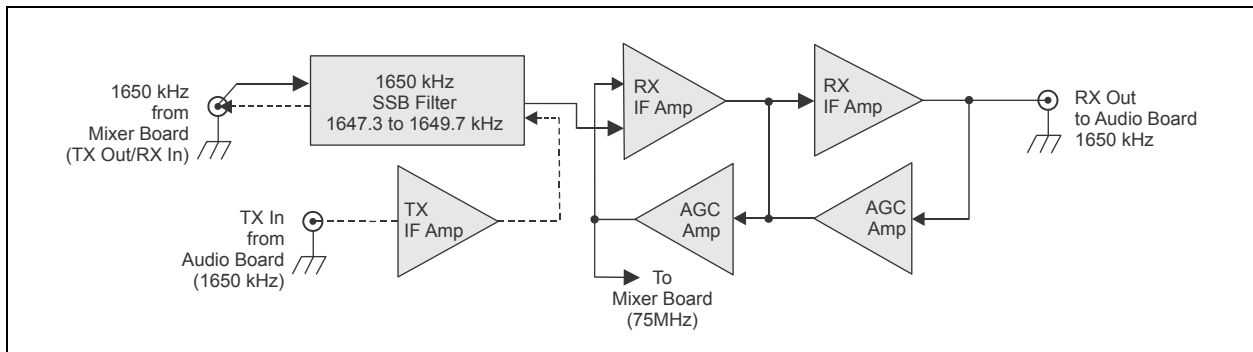 1650 kHz
from
Mixer Board
(TX Out/RX In)
1650 kHz
SSB Filter
1647.3 to 1649.7 kHz
RX
IF Amp
RX
IF Amp
RX Out
to Audio Board
1650 kHz
TX In
from
Audio Board
(1650 kHz)
TX
IF Amp
AGC
Amp
AGC
Amp
To
Mixer Board
(75MHz)